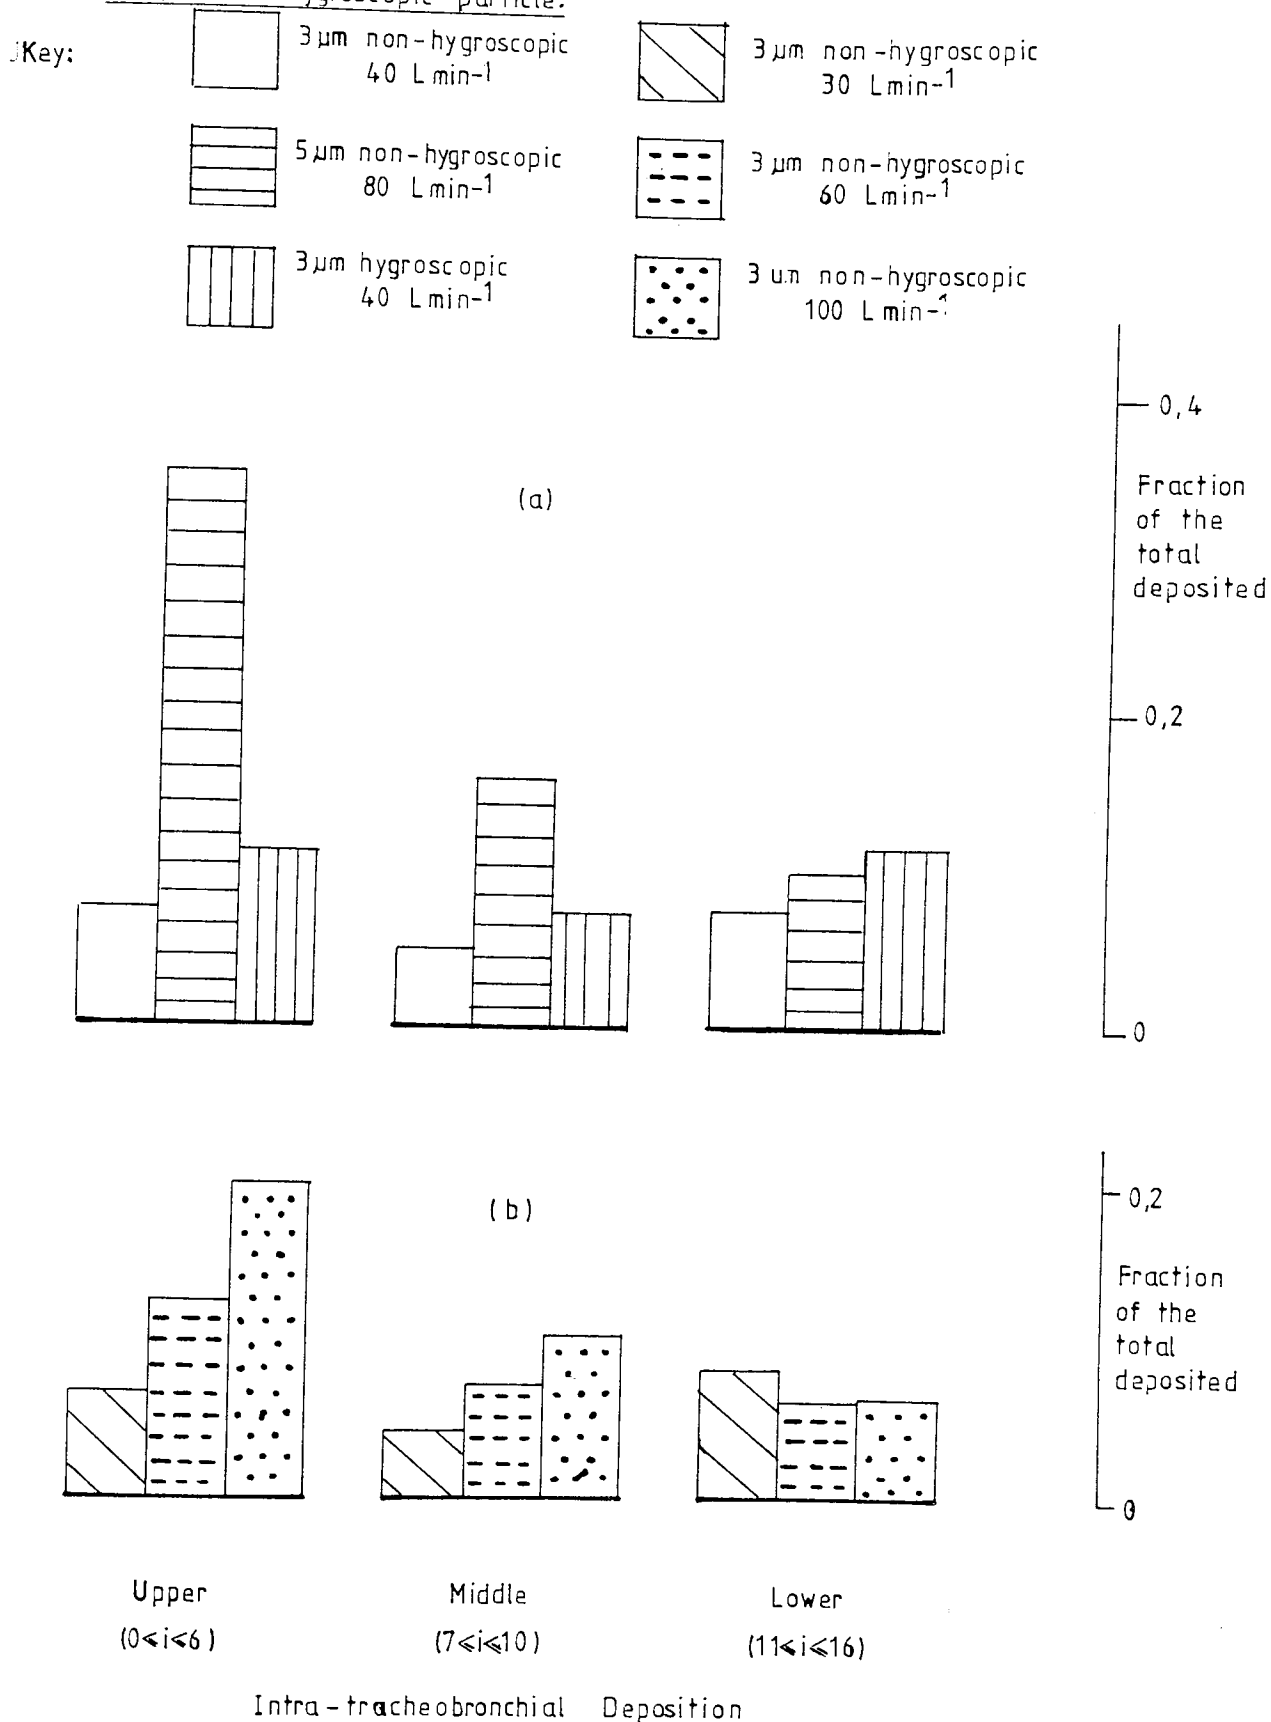 hygroscopic particle.
Key:
3 µm non-hygroscopic
40 L min-1
3 µm non-hygroscopic
30 L min-1
5 µm non-hygroscopic
80 L min-1
3 µm non-hygroscopic
60 L min-1
3 µm hygroscopic
40 L min-1
3 um non-hygroscopic
100 L min-1
0,4
(a)
Fraction
of the
total
deposited
0,2
0
(b)
0,2
Fraction
of the
total
deposited
0
Upper
Middle
Lower
(0⩽i⩽6)
(7⩽i⩽10)
(11⩽i⩽16)
Intra-tracheobronchial Deposition